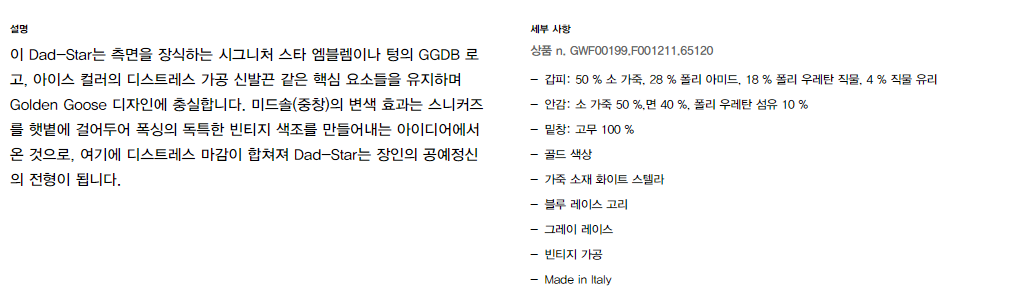 설명
이 Dad-Star는 측면을 장식하는 시그니처 스타 엠블렘이나 텅의 GGDB 로
고, 아이스 컬러의 디스트레스 가공 신발끈 같은 핵심 요소들을 유지하며
Golden Goose 디자인에 충실합니다. 미드솔(중창)의 변색 효과는 스니커즈
를 햇볕에 걸어두어 폭싱의 독특한 빈티지 색조를 만들어내는 아이디어에서
온 것으로, 여기에 디스트레스 마감이 합쳐져 Dad-Star는 장인의 공예정신
의 전형이 됩니다.
세부 사항
상품 n. GWF00199.F001211.65120
- 갑피: 50 % 소 가죽, 28 % 폴리 아미드, 18 % 폴리 우레탄 직물, 4 % 직물 유리
- 안감: 소 가죽 50 %,면 40 %, 폴리 우레탄 섬유 10 %
- 밑창: 고무 100 %
- 골드 색상
- 가죽 소재 화이트 스텔라
- 블루 레이스 고리
- 그레이 레이스
- 빈티지 가공
- Made in Italy